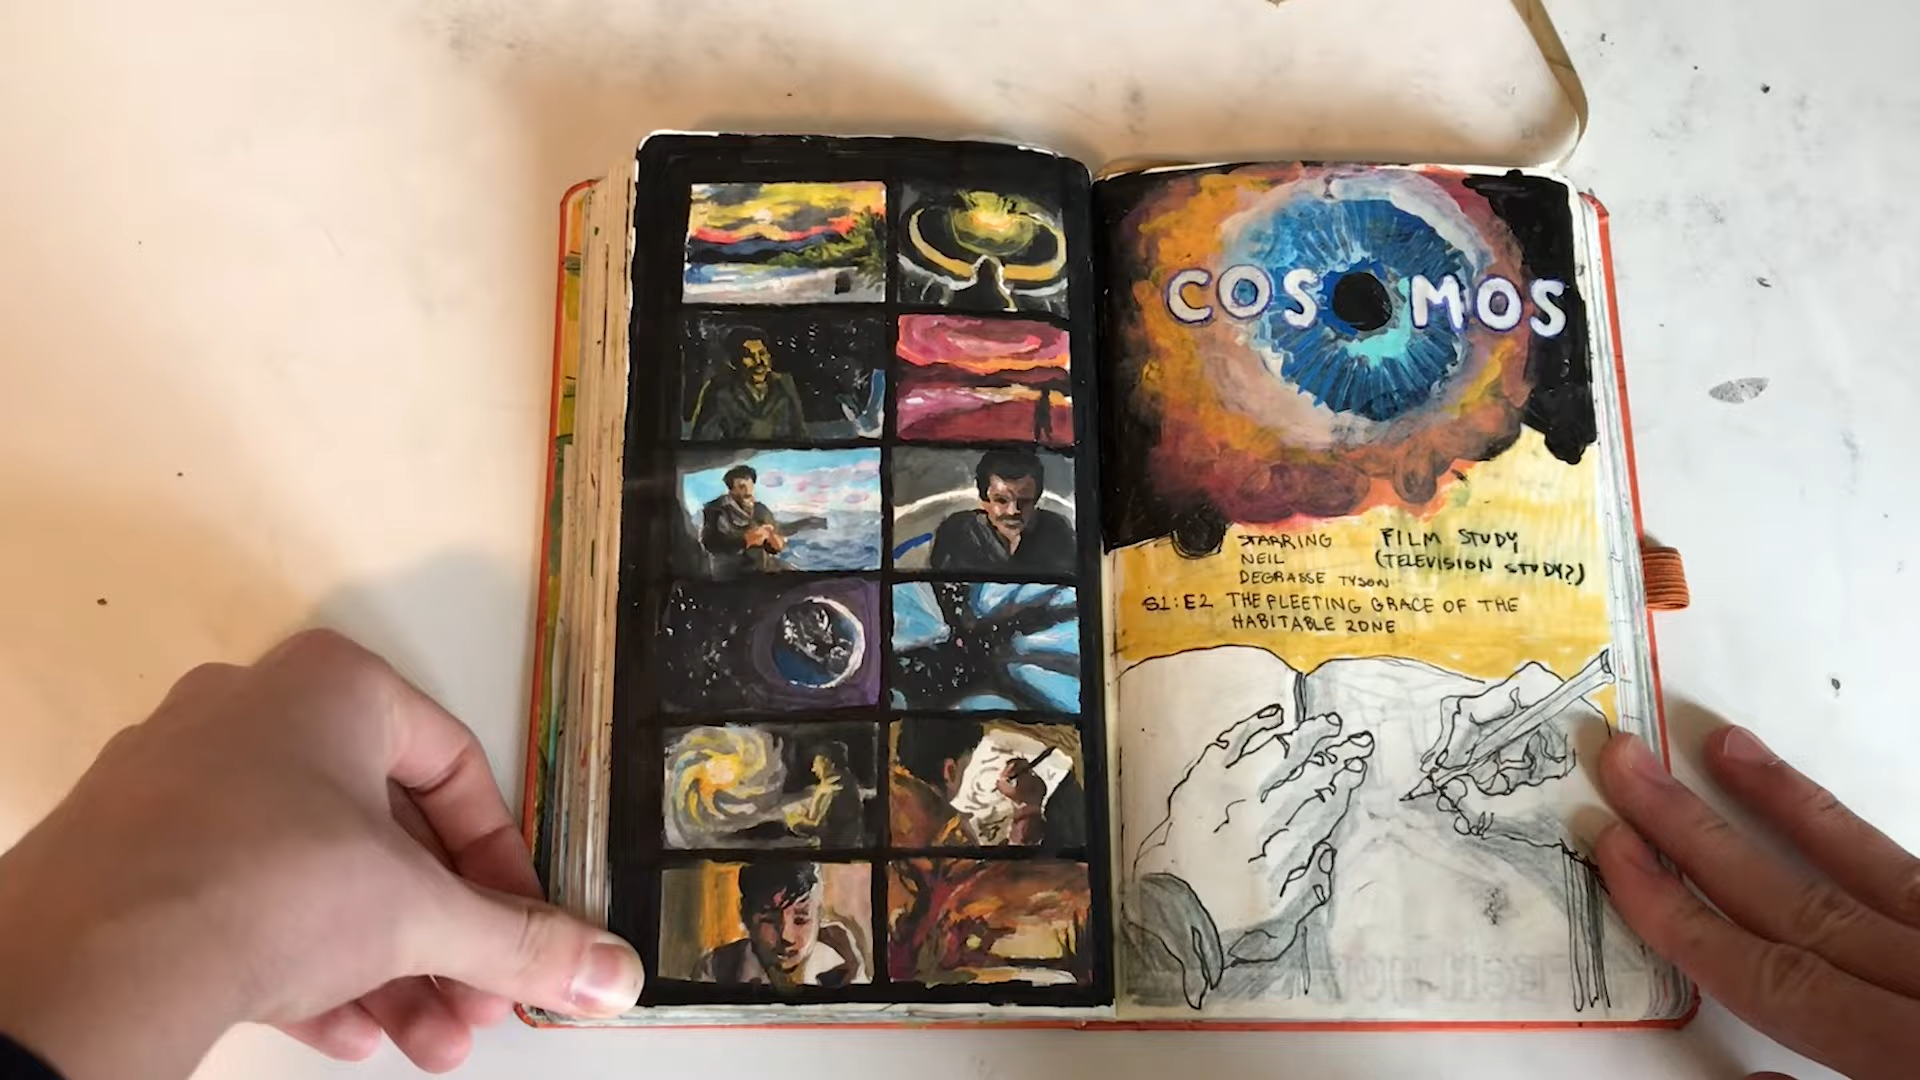 COSMOS
STARRING
NEIL
DEGRASSE TYSON
FILM STUDY
(TELEVISION STUDY?)
S1:E2 THE FLEETING GRACE OF THE
HABITABLE ZONE